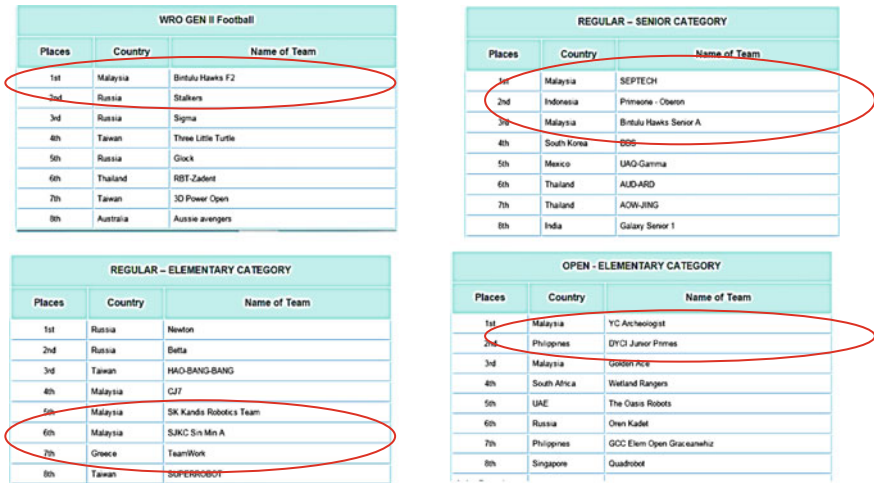 WRO GEN II Football
Places Country Name of Team
1st Malaysia Bintulu Hawks F2
2nd Russia Stalkers
3rd Russia Sigma
4th Taiwan Three Little Turtle
5th Russia Glock
6th Thailand RBT-Zadent
7th Taiwan 3D Power Open
8th Australia Aussie avengers
REGULAR – SENIOR CATEGORY
Places Country Name of Team
1st Malaysia SEPTECH
2nd Indonesia Primeone - Oberon
3rd Malaysia Bintulu Hawks Senior A
4th South Korea
5th Mexico UAQ-Gamma
6th Thailand AUD-ARD
7th Thailand AOW-JING
8th India Galaxy Senior 1
REGULAR – ELEMENTARY CATEGORY
Places Country Name of Team
1st Russia Newton
2nd Russia Betta
3rd Taiwan HAO-BANG-BANG
4th Malaysia CJ7
5th Malaysia SK Kandis Robotics Team
6th Malaysia SJKC Sin Min A
7th Greece TeamWork
8th Taiwan SUPERROBOT
OPEN - ELEMENTARY CATEGORY
Places Country Name of Team
1st Malaysia YC Archeologist
2nd Philippines DYCI Junior Primes
3rd Malaysia Golden Ace
4th South Africa Wetland Rangers
5th UAE The Oasis Robots
6th Russia Oren Kadet
7th Philippines GCC Elem Open Graceanwhiz
8th Singapore Quadrobot